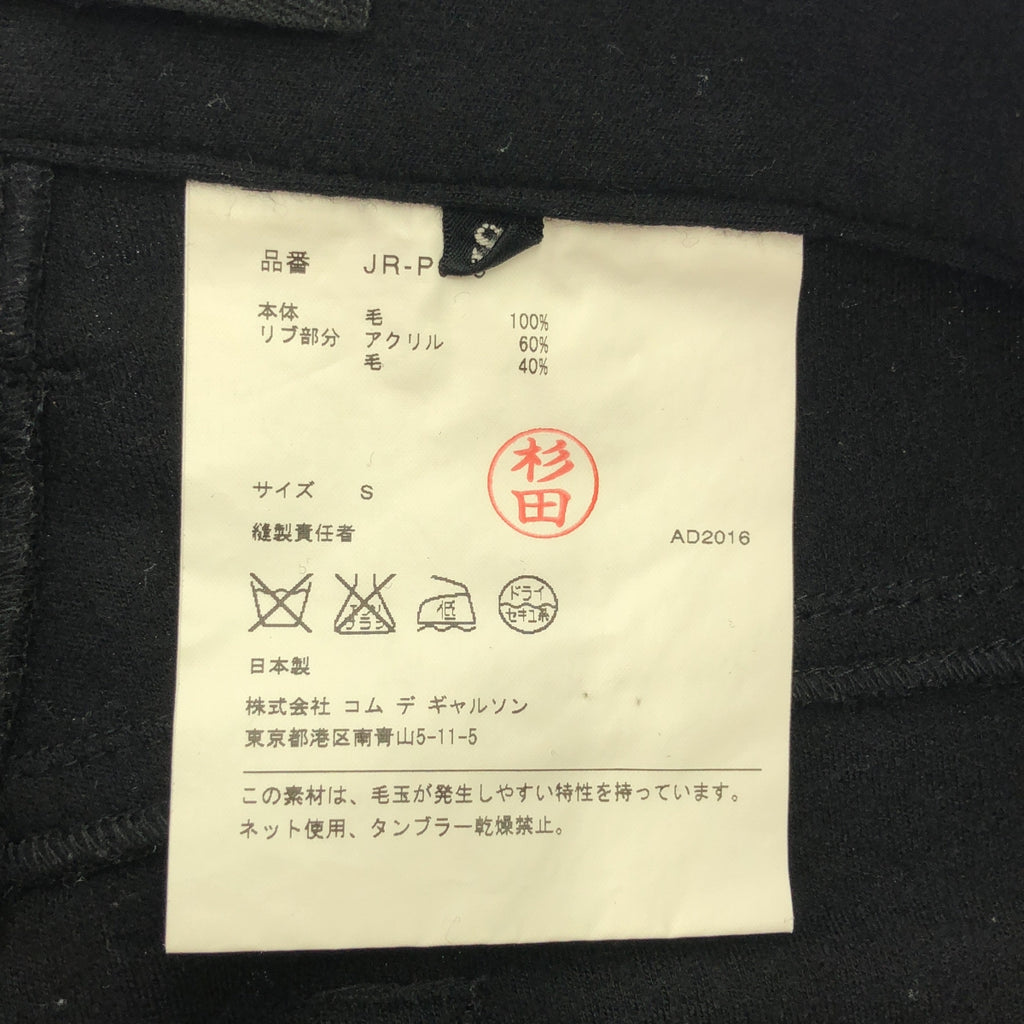 品番 JR-P
本体 毛 100%
リブ部分 アクリル 60%
毛 40%
杉田
サイズ S
縫製責任者 AD2016
低
ドライ
セキユ系
日本製
株式会社 コム デ ギャルソン
東京都港区南青山5-11-5
この素材は、毛玉が発生しやすい特性を持っています。
ネット使用、タンブラー乾燥禁止。